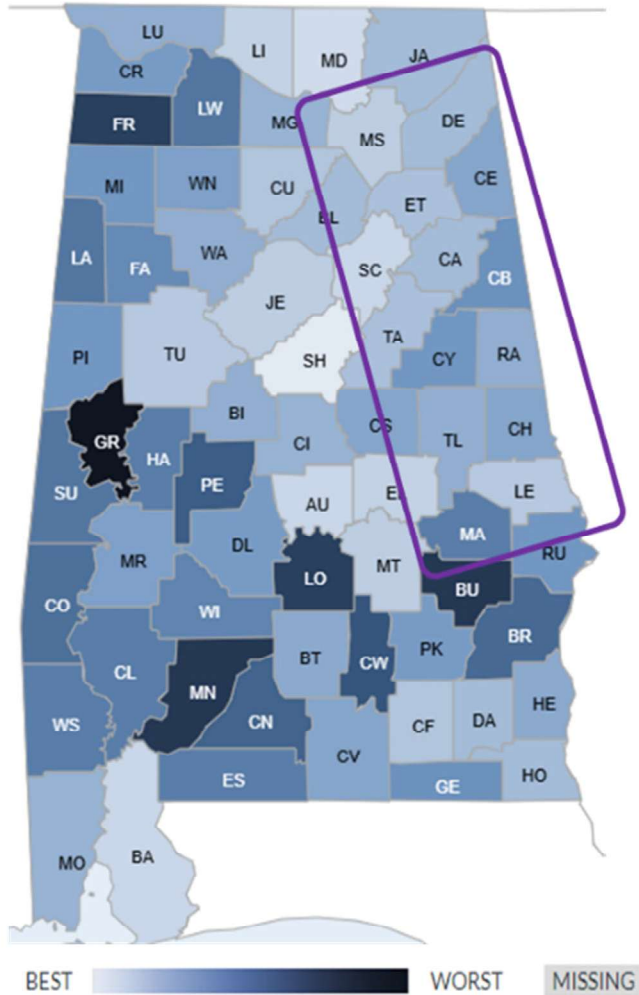 LU
LI
MD
JA
CR
FR
LW
MG
MS
DE
MI
WN
CU
BL
ET
CE
LA
FA
WA
SC
CA
CB
JE
PI
TU
SH
TA
CY
RA
GR
HA
BI
CI
CS
TL
CH
SU
PE
AU
EL
LE
MR
DL
LO
MT
MA
RU
CO
WI
BU
CL
MN
BT
CW
PK
BR
WS
CN
CV
CF
DA
HE
ES
GE
HO
MO
BA
BEST WORST MISSING